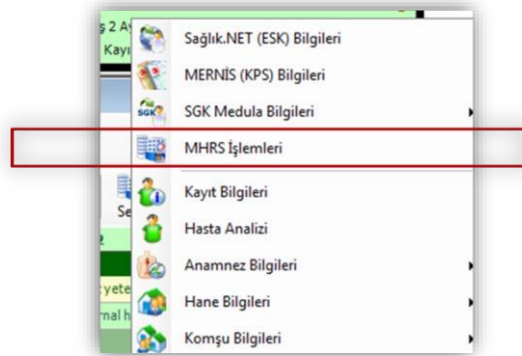 Sağlık.NET (ESK) Bilgileri
MERNİS (KPS) Bilgileri
SGK Medula Bilgileri
MHRS İşlemleri
Kayıt Bilgileri
Hasta Analizi
Anamnez Bilgileri
Hane Bilgileri
Komşu Bilgileri